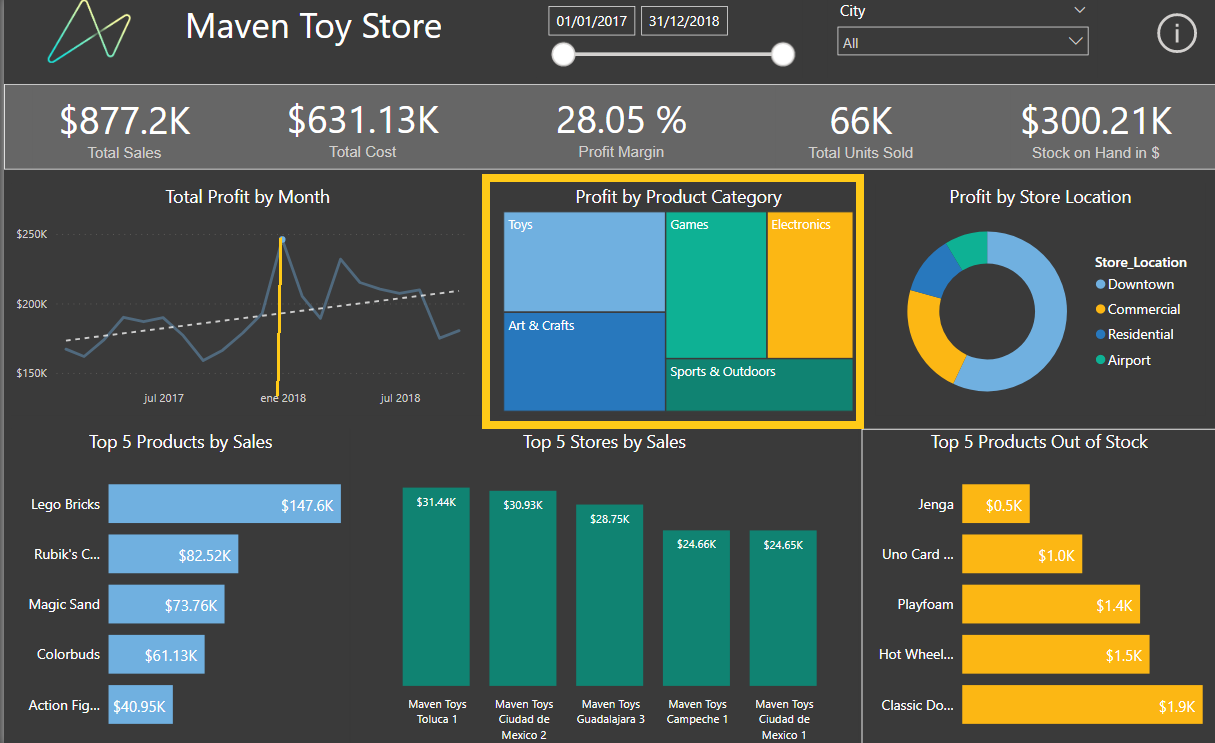 Maven Toy Store
01/01/2017
31/12/2018
City
All
i
$877.2K
Total Sales
$631.13K
Total Cost
28.05 %
Profit Margin
66K
Total Units Sold
$300.21K
Stock on Hand in $
Total Profit by Month
$250K
$200K
$150K
jul 2017
ene 2018
jul 2018
Profit by Product Category
Toys
Games
Electronics
Art & Crafts
Sports & Outdoors
Profit by Store Location
Store_Location
Downtown
Commercial
Residential
Airport
Top 5 Products by Sales
Lego Bricks
$147.6K
Rubik's C...
$82.52K
Magic Sand
$73.76K
Colorbuds
$61.13K
Action Fig...
$40.95K
Top 5 Stores by Sales
$31.44K
$30.93K
$28.75K
$24.66K
$24.65K
Maven Toys
Toluca 1
Maven Toys
Ciudad de
Mexico 2
Maven Toys
Guadalajara 3
Maven Toys
Campeche 1
Maven Toys
Ciudad de
Mexico 1
Top 5 Products Out of Stock
Jenga
$0.5K
Uno Card ...
$1.0K
Playfoam
$1.4K
Hot Wheel...
$1.5K
Classic Do...
$1.9K